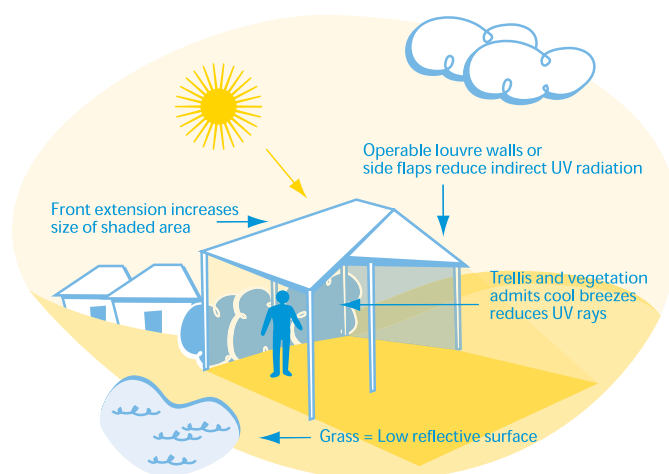 Operable louvre walls or
side flaps reduce indirect UV radiation
Front extension increases
size of shaded area
Trellis and vegetation
admits cool breezes
reduces UV rays
Grass = Low reflective surface